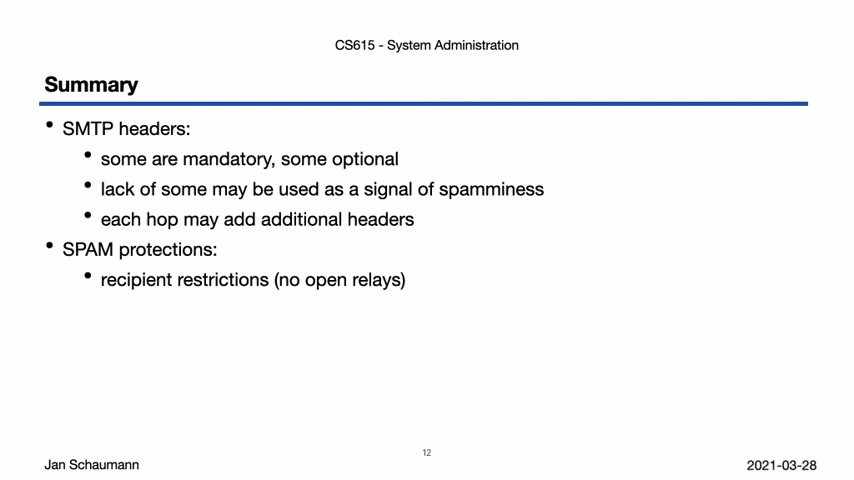 CS615 - System Administration
Summary
• SMTP headers:
• some are mandatory, some optional
• lack of some may be used as a signal of spamminess
• each hop may add additional headers
• SPAM protections:
• recipient restrictions (no open relays)
12
Jan Schaumann
2021-03-28